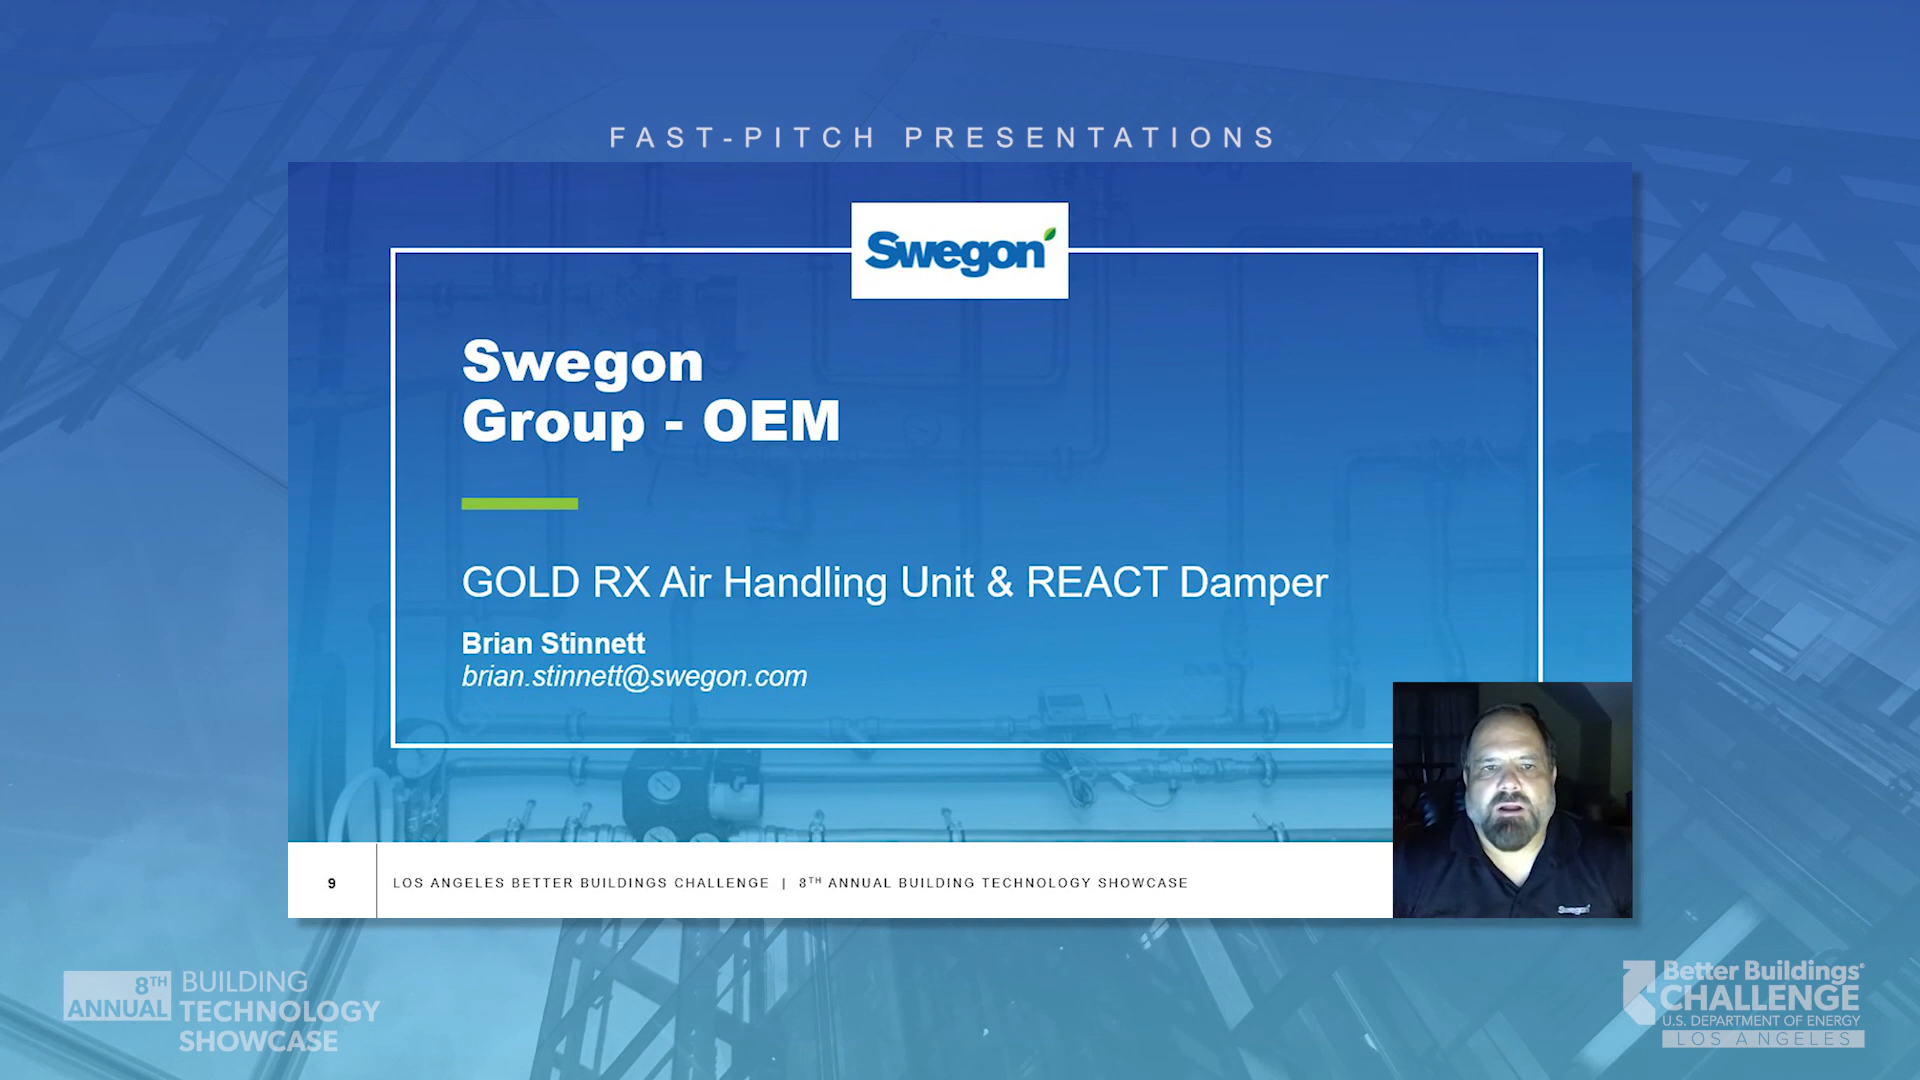 FAST-PITCH PRESENTATIONS
Swegon
Swegon
Group - OEM
GOLD RX Air Handling Unit & REACT Damper
Brian Stinnett
brian.stinnett@swegon.com
Swegon
9
LOS ANGELES BETTER BUILDINGS CHALLENGE | 8TH ANNUAL BUILDING TECHNOLOGY SHOWCASE
8TH
ANNUAL
BUILDING
TECHNOLOGY
SHOWCASE
Better Buildings®
CHALLENGE
U.S. DEPARTMENT OF ENERGY
LOS ANGELES